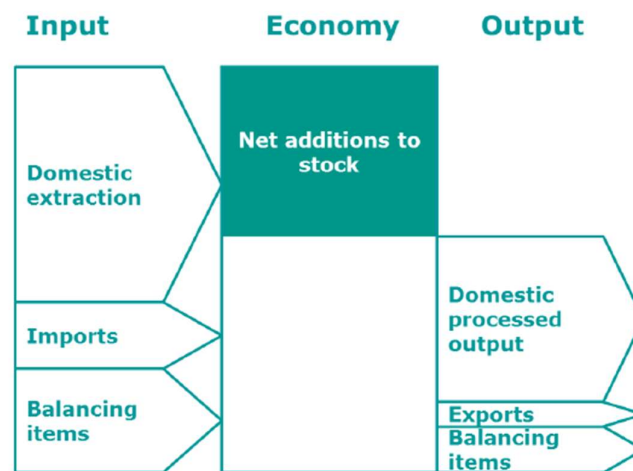 Input
Economy
Output
Net additions to
stock
Domestic
extraction
Imports
Balancing
items
Domestic
processed
output
Exports
Balancing
items